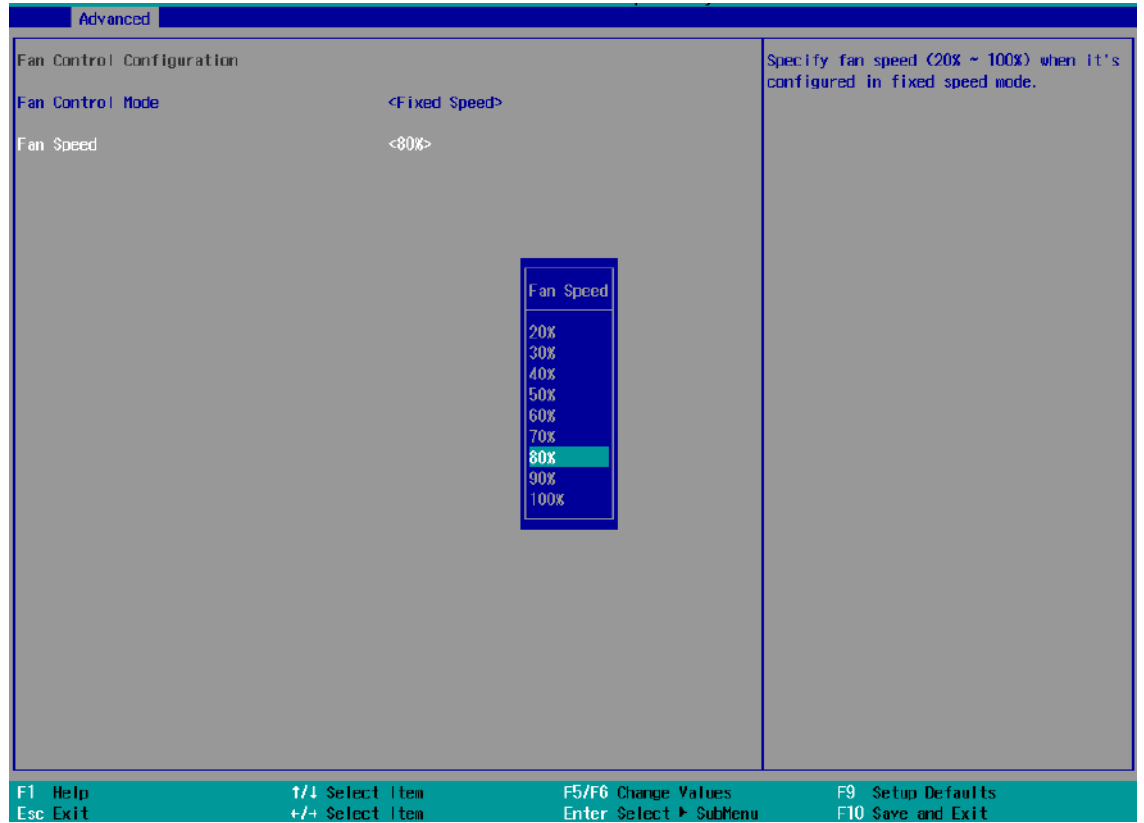 Advanced
Fan Control Configuration
Fan Control Mode <Fixed Speed>
Fan Speed <80%>
Specify fan speed (20% ~ 100%) when it's
configured in fixed speed mode.
Fan Speed
20%
30%
40%
50%
60%
70%
80%
90%
100%
F1 Help ↑/↓ Select Item F5/F6 Change Values F9 Setup Defaults
Esc Exit ←/→ Select Item Enter Select ► SubMenu F10 Save and Exit